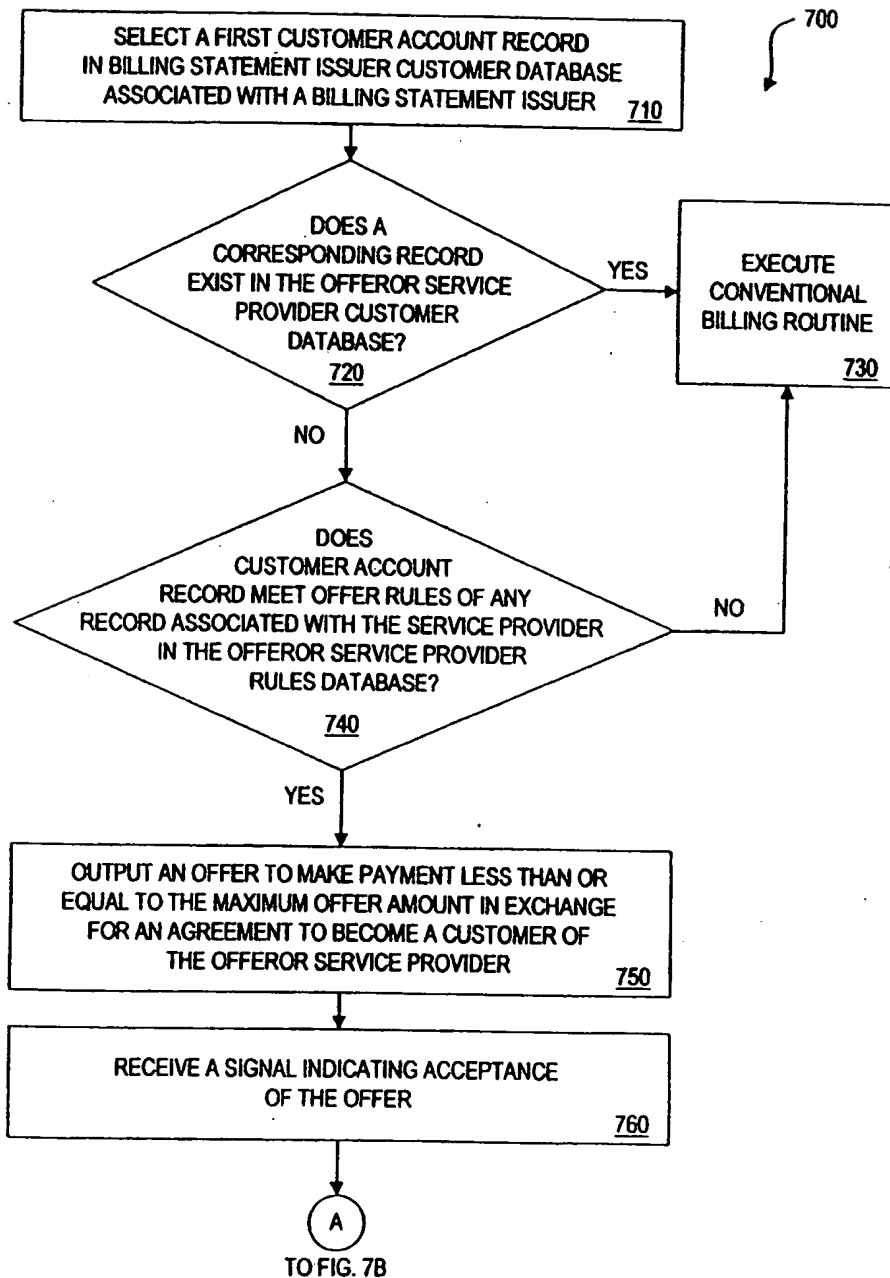 700
SELECT A FIRST CUSTOMER ACCOUNT RECORD
IN BILLING STATEMENT ISSUER CUSTOMER DATABASE
ASSOCIATED WITH A BILLING STATEMENT ISSUER
710
DOES A
CORRESPONDING RECORD
EXIST IN THE OFFEROR SERVICE
PROVIDER CUSTOMER
DATABASE?
720
YES
EXECUTE
CONVENTIONAL
BILLING ROUTINE
730
NO
DOES
CUSTOMER ACCOUNT
RECORD MEET OFFER RULES OF ANY
RECORD ASSOCIATED WITH THE SERVICE PROVIDER
IN THE OFFEROR SERVICE PROVIDER
RULES DATABASE?
740
NO
YES
OUTPUT AN OFFER TO MAKE PAYMENT LESS THAN OR
EQUAL TO THE MAXIMUM OFFER AMOUNT IN EXCHANGE
FOR AN AGREEMENT TO BECOME A CUSTOMER OF
THE OFFEROR SERVICE PROVIDER
750
RECEIVE A SIGNAL INDICATING ACCEPTANCE
OF THE OFFER
760
A
TO FIG. 7B